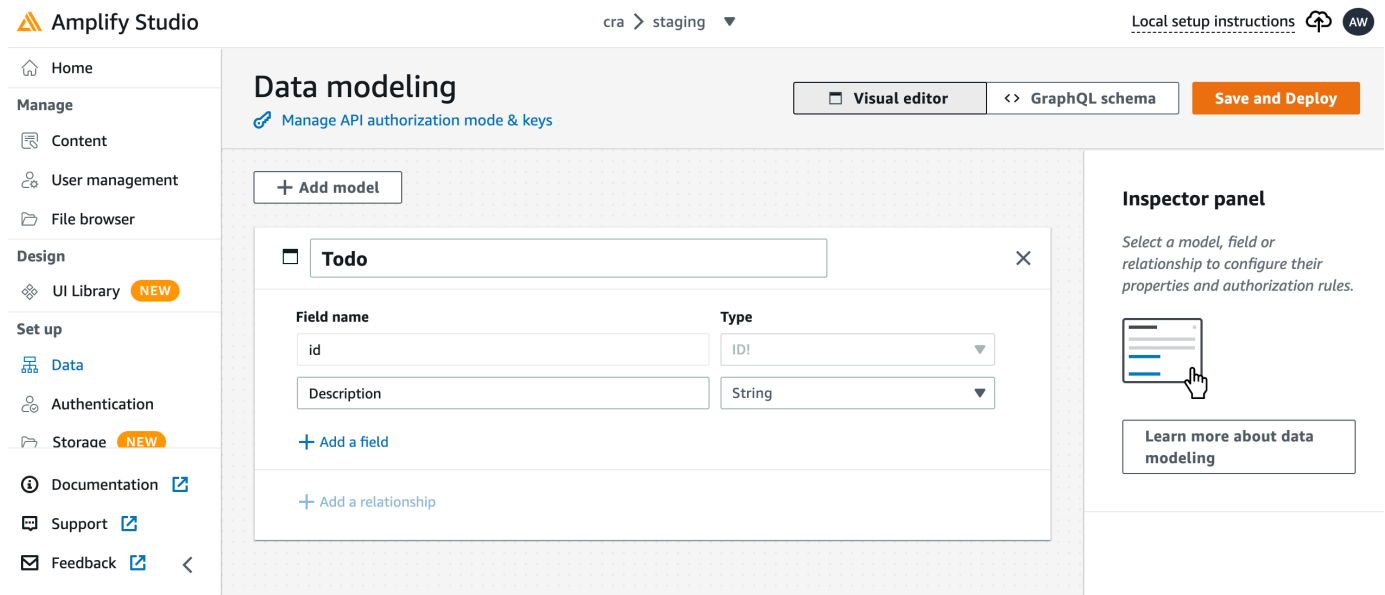 Amplify Studio
cra > staging
Local setup instructions
AW
Home
Manage
Content
User management
File browser
Design
UI Library NEW
Set up
Data
Authentication
Storage NEW
Documentation
Support
Feedback
Data modeling
Manage API authorization mode & keys
Visual editor
<> GraphQL schema
Save and Deploy
+ Add model
Todo
Field name Type
id ID!
Description String
+ Add a field
+ Add a relationship
Inspector panel
Select a model, field or
relationship to configure their
properties and authorization rules.
Learn more about data
modeling